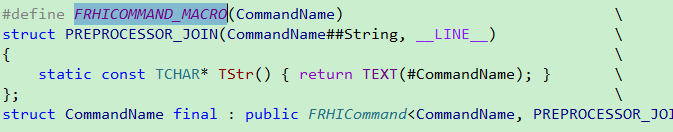 #define FRHICOMMAND_MACRO(CommandName) \
struct PREPROCESSOR_JOIN(CommandName##String, __LINE__) \
{ \
static const TCHAR* TStr() { return TEXT(#CommandName); } \
}; \
struct CommandName final : public FRHICommand<CommandName, PREPROCESSOR_JOI